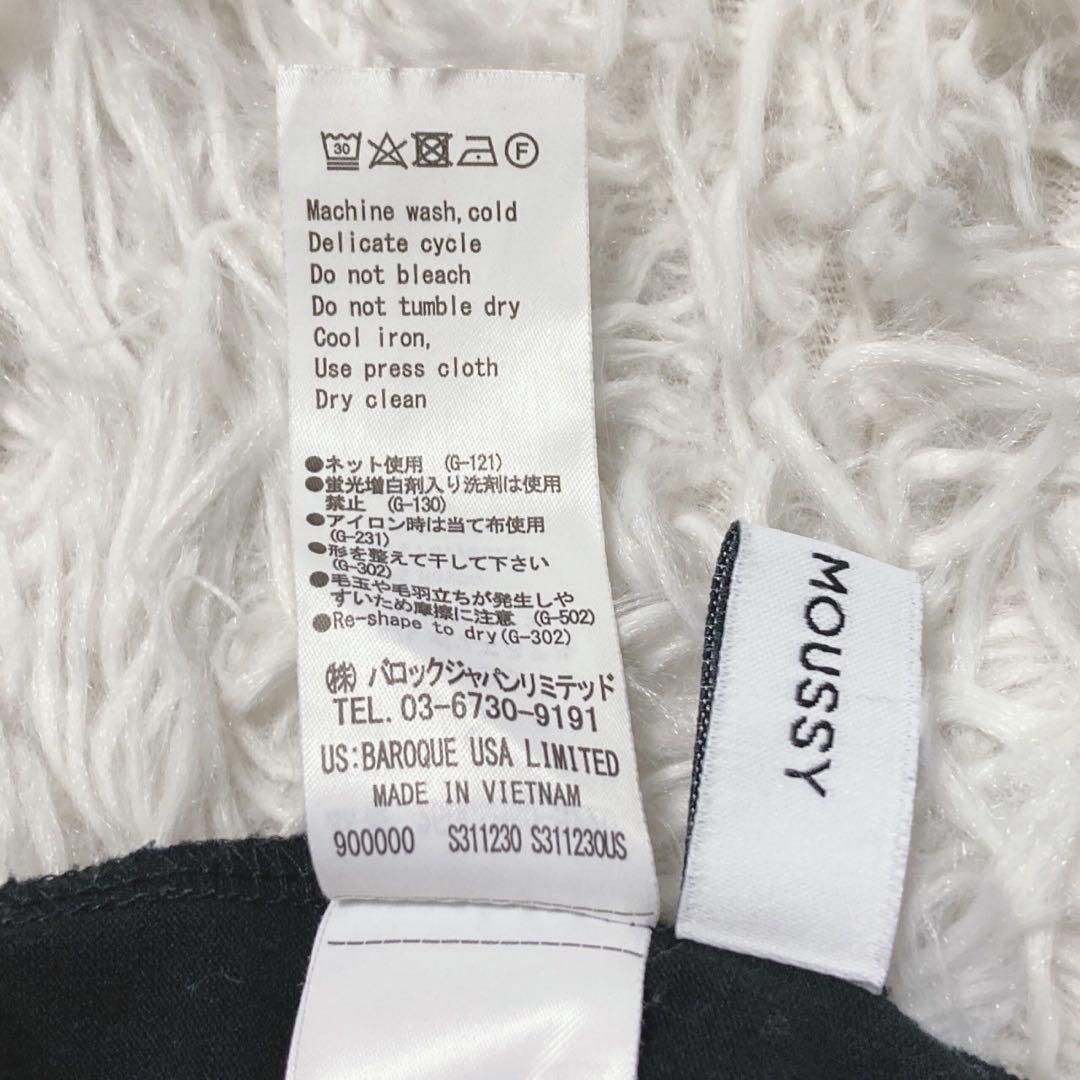 30 F
Machine wash, cold
Delicate cycle
Do not bleach
Do not tumble dry
Cool iron,
Use press cloth
Dry clean
●ネット使用 (G-121)
●蛍光増白剤入り洗剤は使用
禁止 (G-130)
●アイロン時は当て布使用
(G-231)
●形を整えて干して下さい
(G-302)
●毛玉や毛羽立ちが発生しや
すいため摩擦に注意 (G-502)
●Re-shape to dry(G-302)
(株) バロックジャパンリミテッド
TEL. 03-6730-9191
US:BAROQUE USA LIMITED
MADE IN VIETNAM
900000 S311230 S311230US
MOUSSY